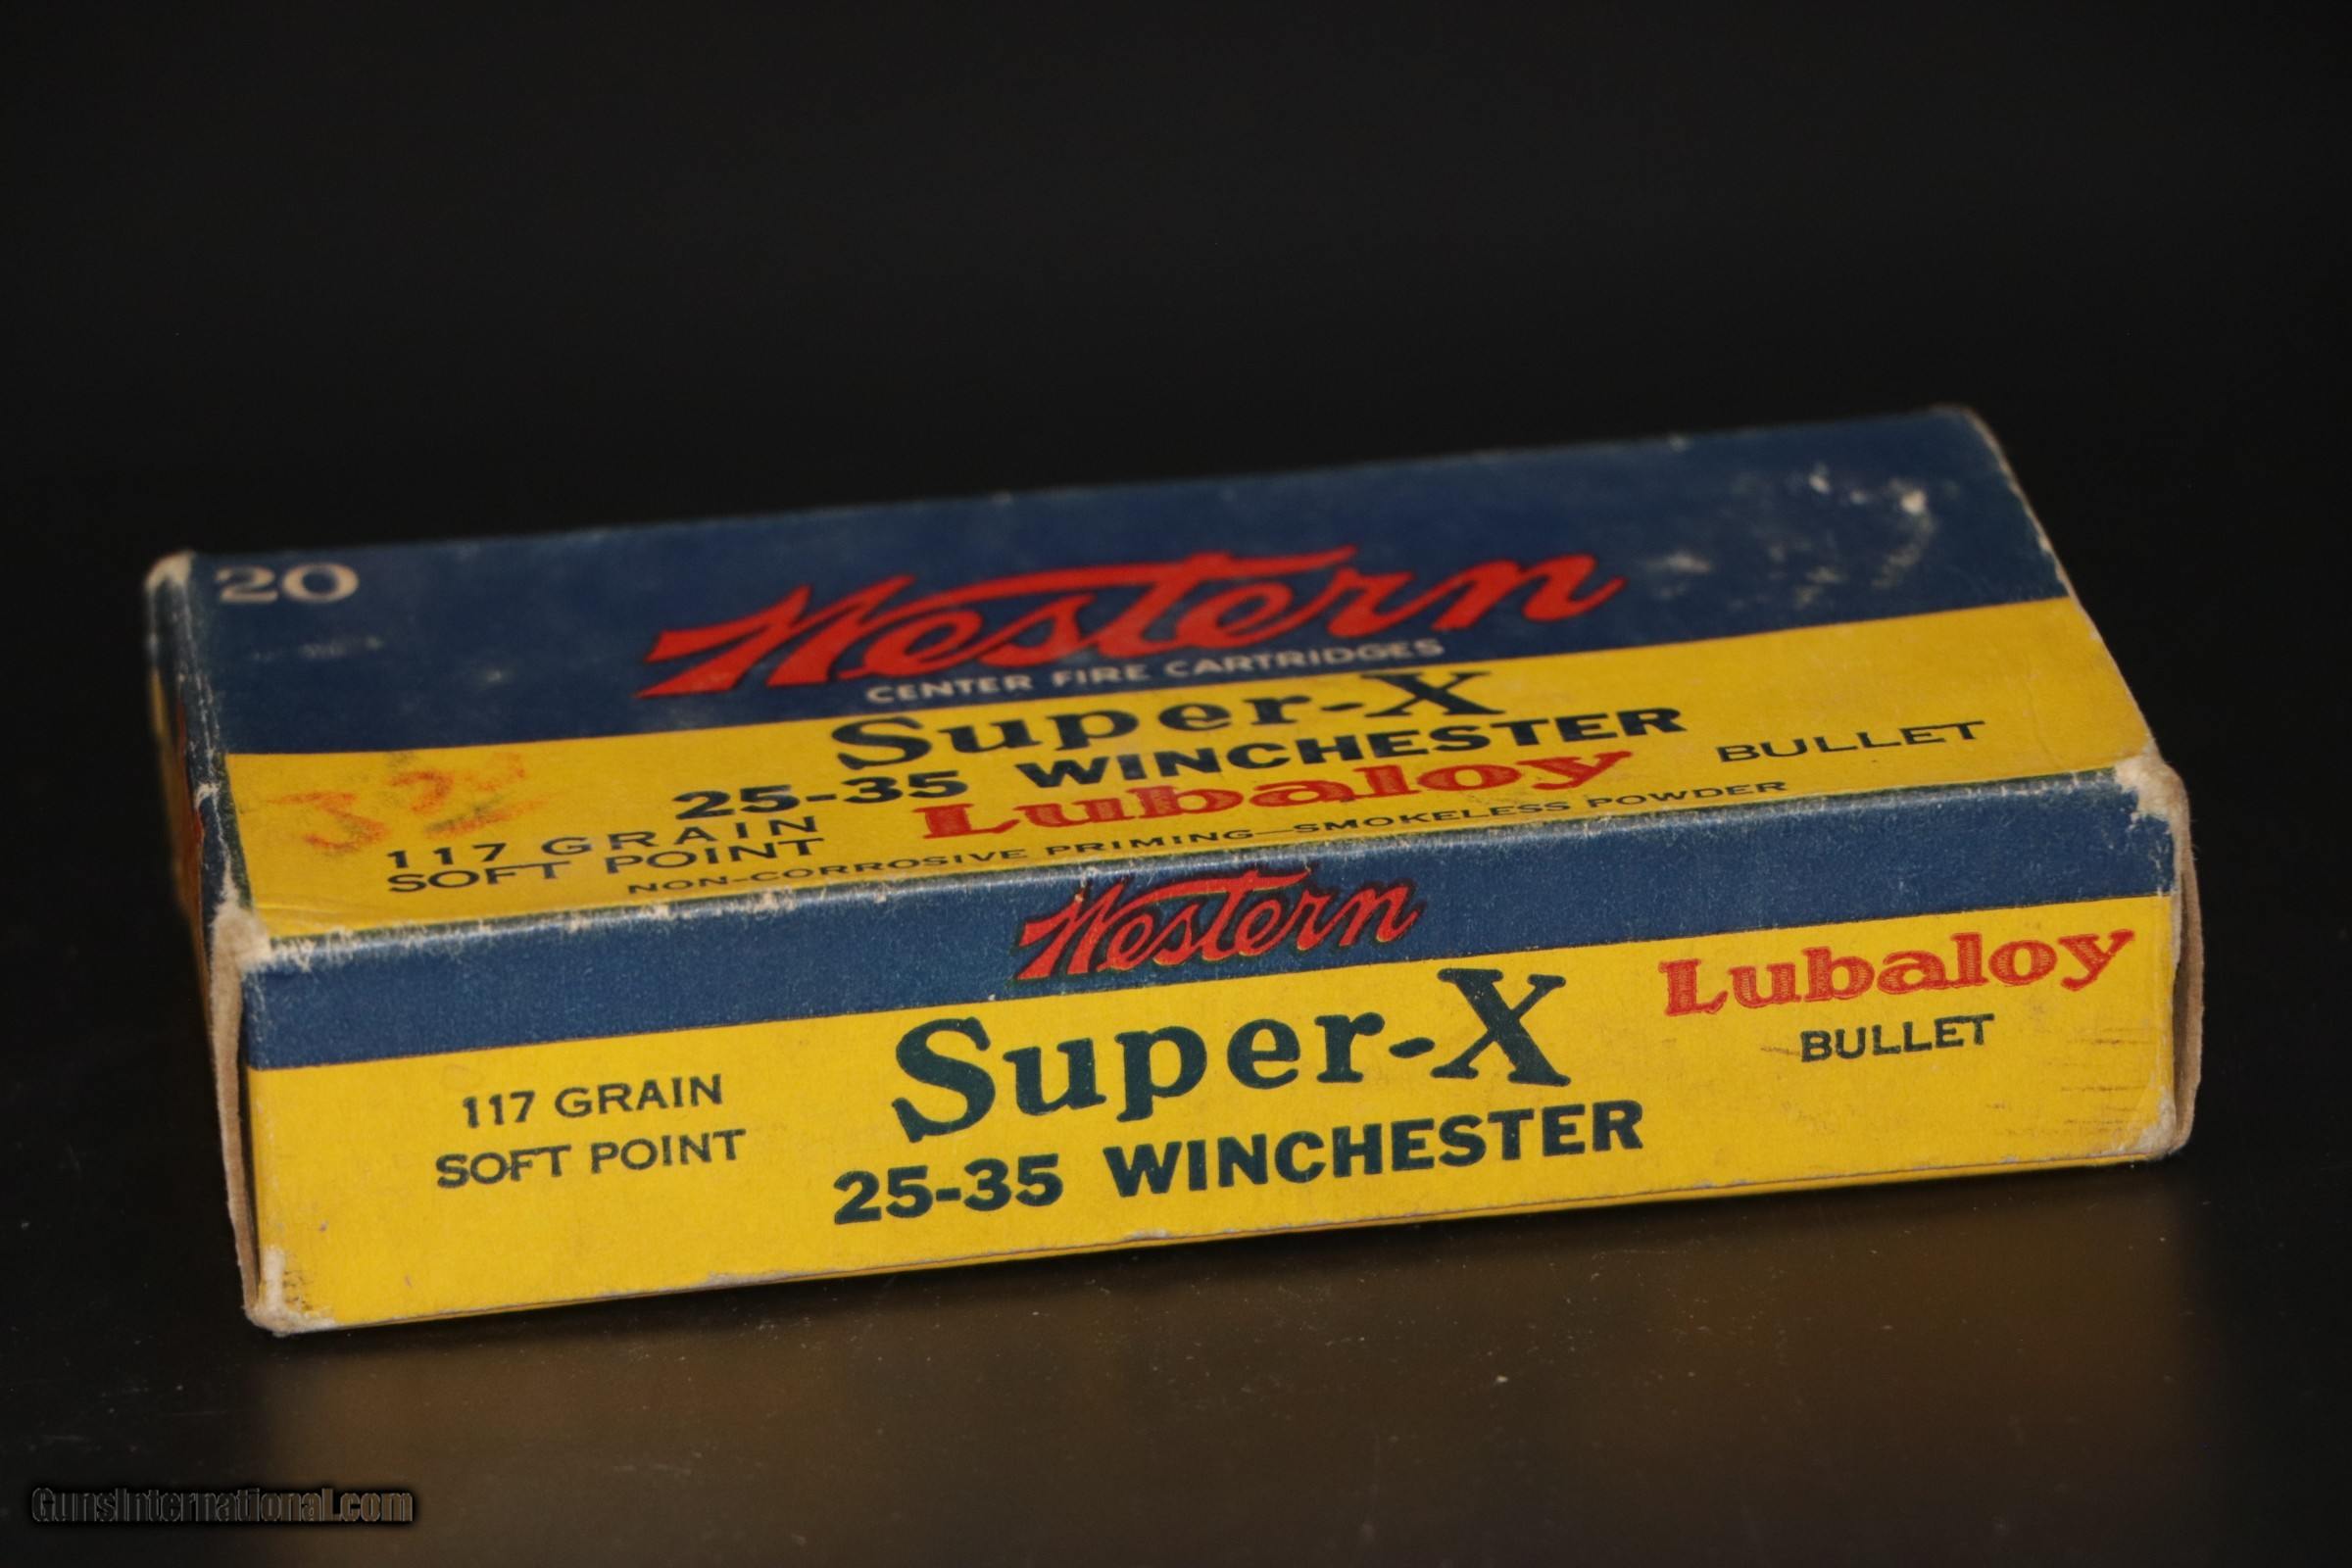 20
Western
CENTER FIRE CARTRIDGES
Super-X
25-35 WINCHESTER
117 GRAIN
SOFT POINT
Lubaloy
BULLET
NON-CORROSIVE PRIMING—SMOKELESS POWDER
Western
Super-X
25-35 WINCHESTER
117 GRAIN
SOFT POINT
Lubaloy
BULLET
GunsInternational.com